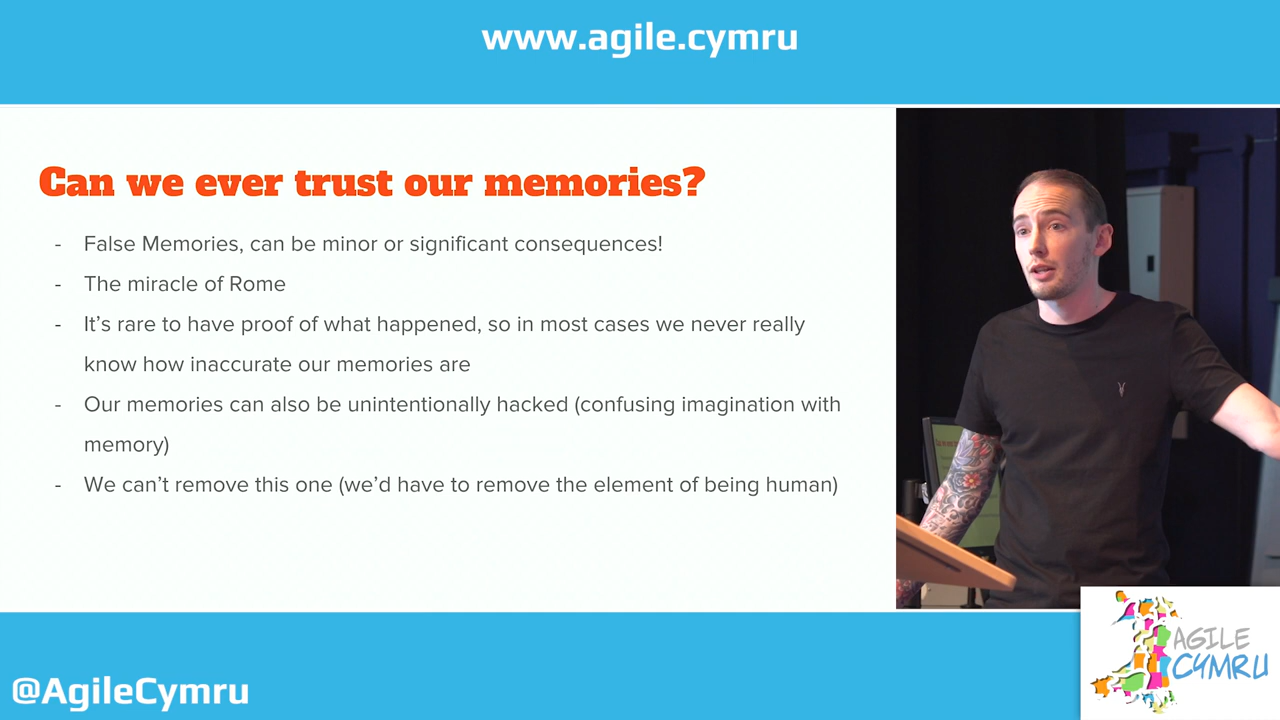 www.agile.cymru
Can we ever trust our memories?
- False Memories, can be minor or significant consequences!
- The miracle of Rome
- It’s rare to have proof of what happened, so in most cases we never really
know how inaccurate our memories are
- Our memories can also be unintentionally hacked (confusing imagination with
memory)
- We can’t remove this one (we’d have to remove the element of being human)
@AgileCymru
AGILE
CYMRU